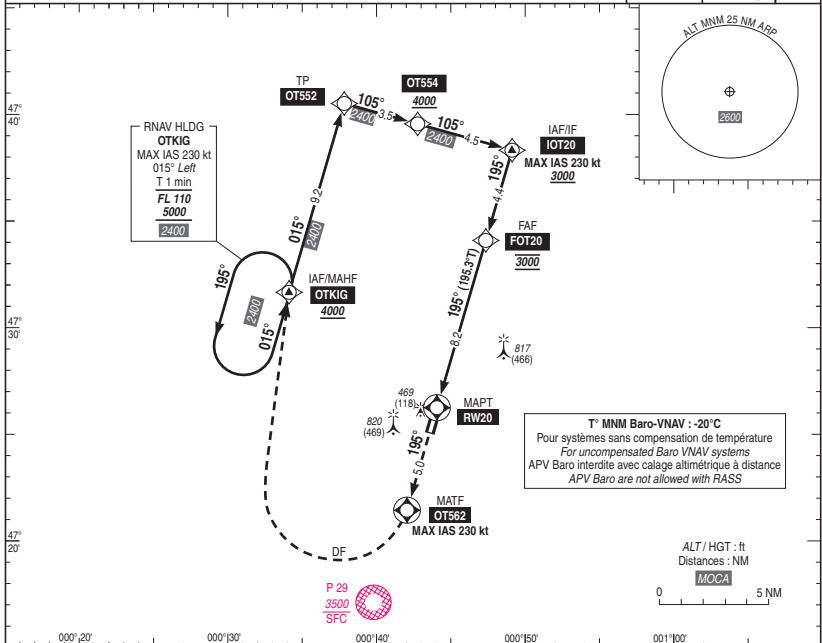 ALT MNM 25 NM ARP
2600
TP
OT552
105°
3.5
2400
OT554
4000
105°
4.5
2400
IAF/IF
IOT20
MAX IAS 230 kt
3000
47°
40'
RNAV HLDG
OTKIG
MAX IAS 230 kt
015° Left
T 1 min
FL 110
5000
2400
9.2
015°
2400
195°
4.4
FAF
FOT20
3000
195° (195.3°T)
8.2
195°
2400
015°
IAF/MAHF
OTKIG
4000
47°
30'
817
(466)
469
(118)
820
(469)
MAPT
RW20
195°
5.0
MATF
OT562
MAX IAS 230 kt
T° MNM Baro-VNAV : -20°C
Pour systèmes sans compensation de température
For uncompensated Baro VNAV systems
APV Baro interdite avec calage altimétrique à distance
APV Baro are not allowed with RASS
47°
20'
DF
P 29
3500
SFC
ALT / HGT : ft
Distances : NM
MOCA
0 5 NM
000°20' 000°30' 000°40' 000°50' 001°00'